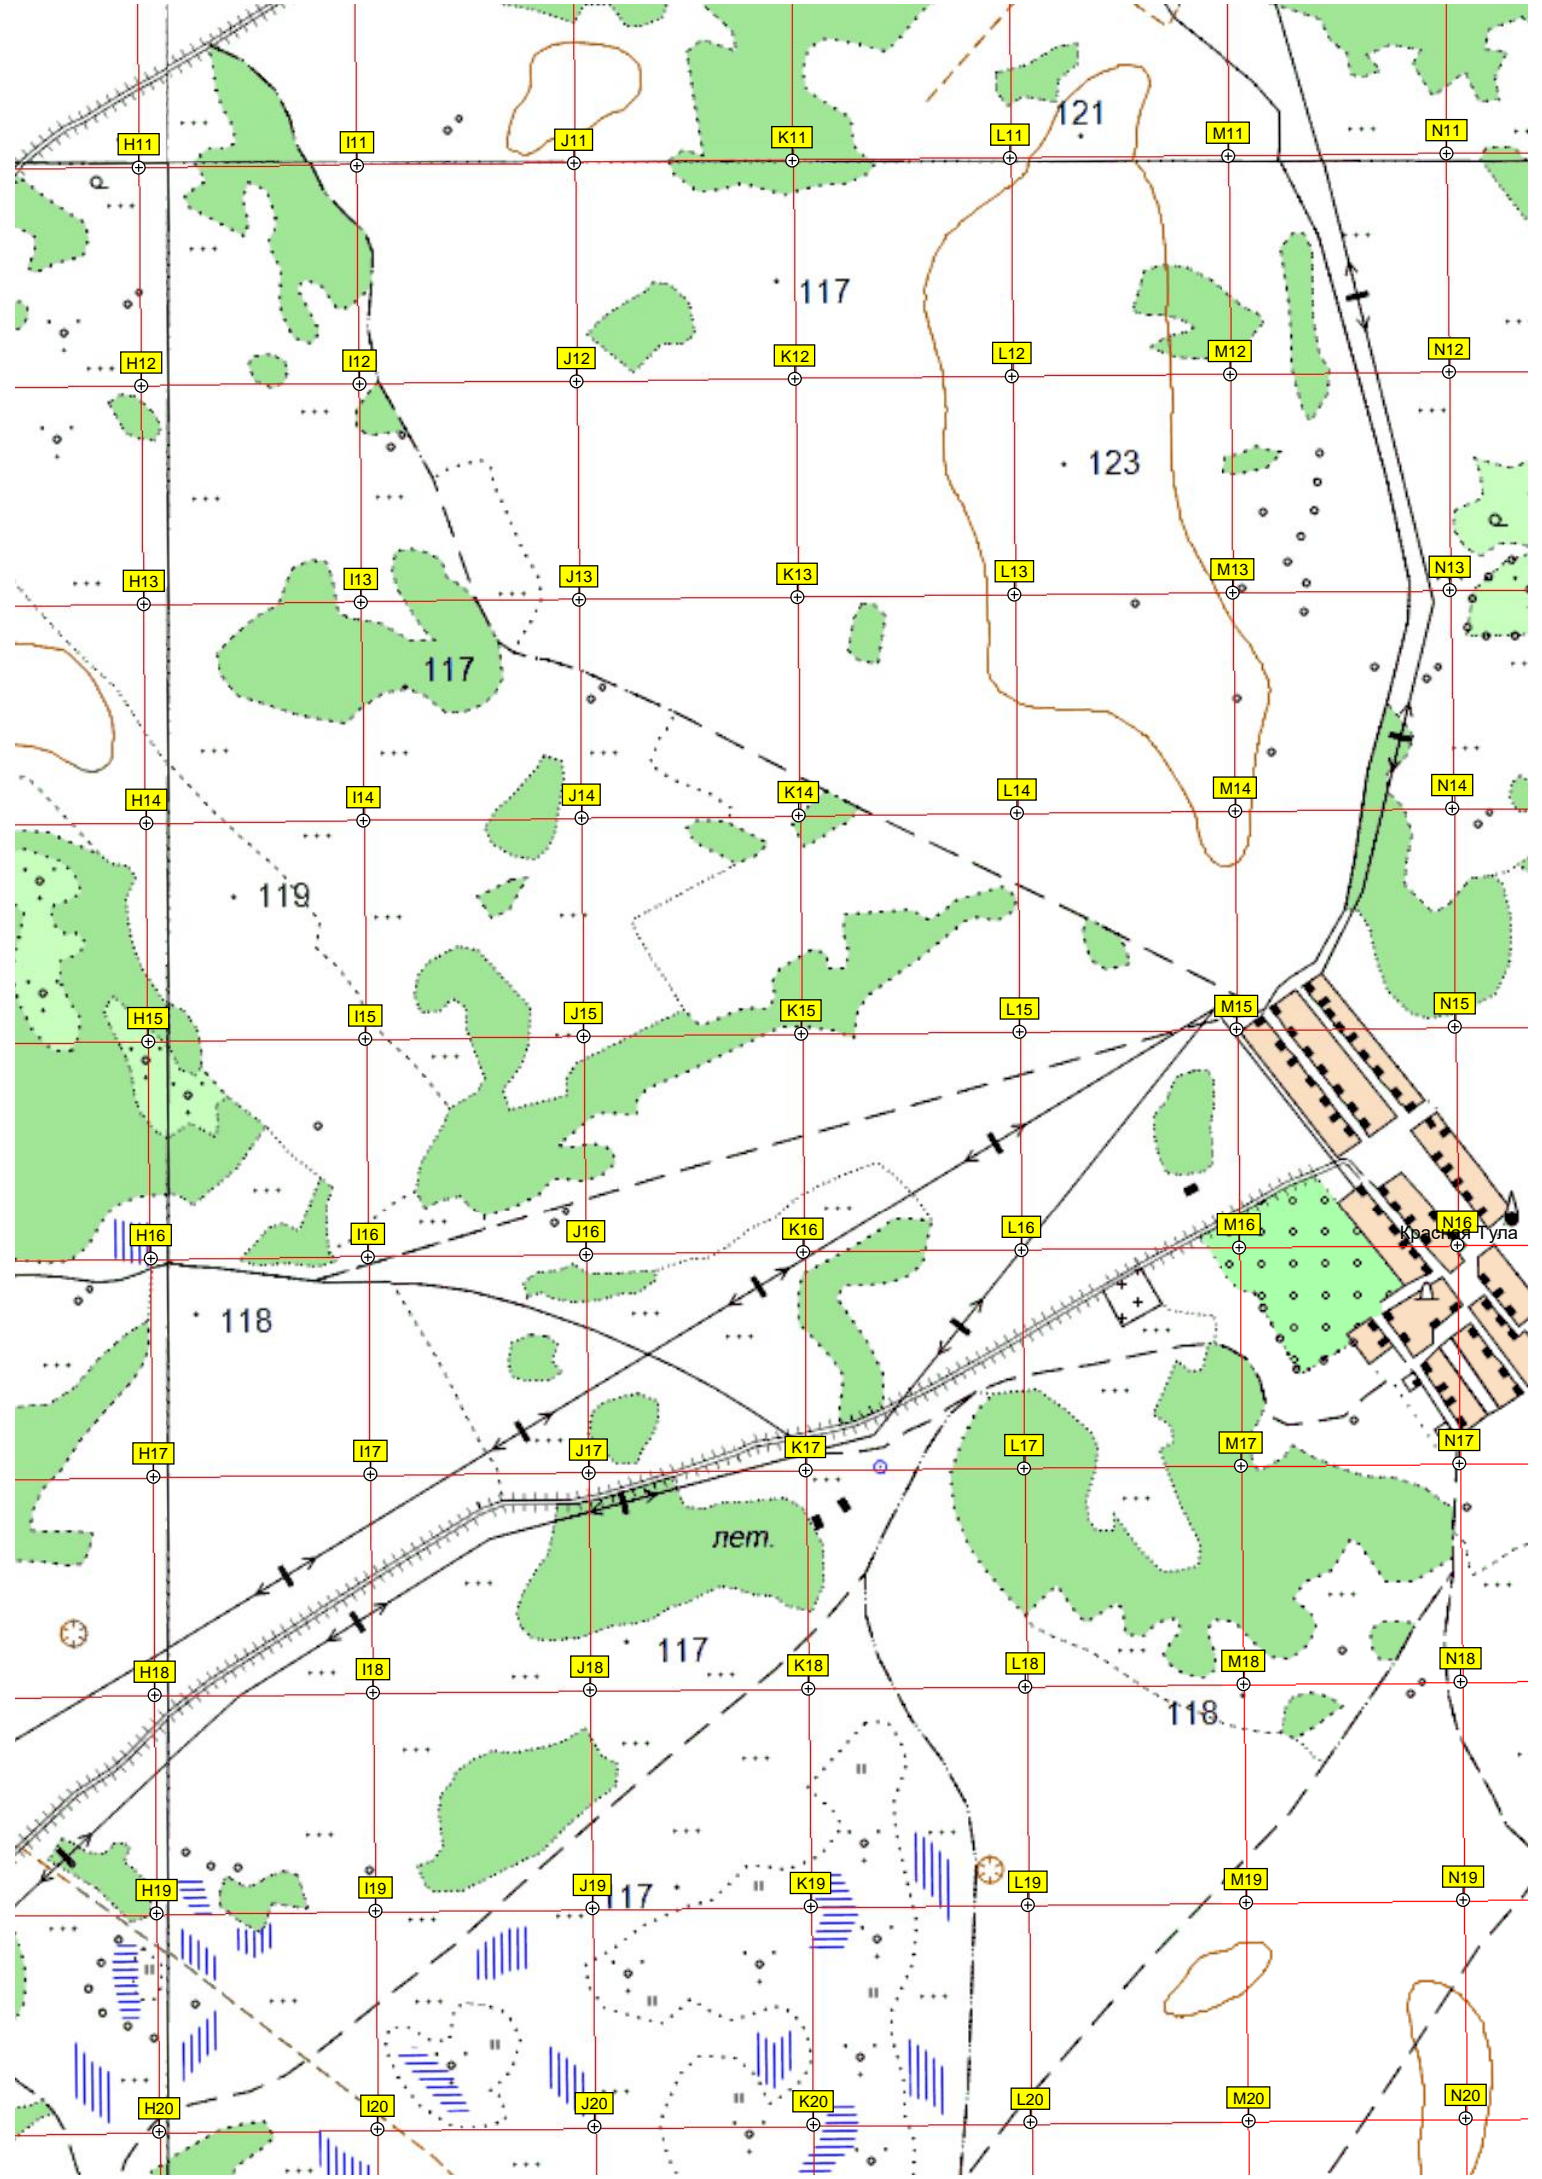 121
H11 I11 J11 K11 L11 M11 N11
117
H12 I12 J12 K12 L12 M12 N12
123
H13 I13 J13 K13 L13 M13 N13
117
H14 I14 J14 K14 L14 M14 N14
119
H15 I15 J15 K15 L15 M15 N15
H16 I16 J16 K16 L16 M16 N16
Красная Тула
118
H17 I17 J17 K17 L17 M17 N17
лет.
117
H18 I18 J18 K18 L18 M18 N18
118
H19 I19 J19 K19 L19 M19 N19
117
H20 I20 J20 K20 L20 M20 N20